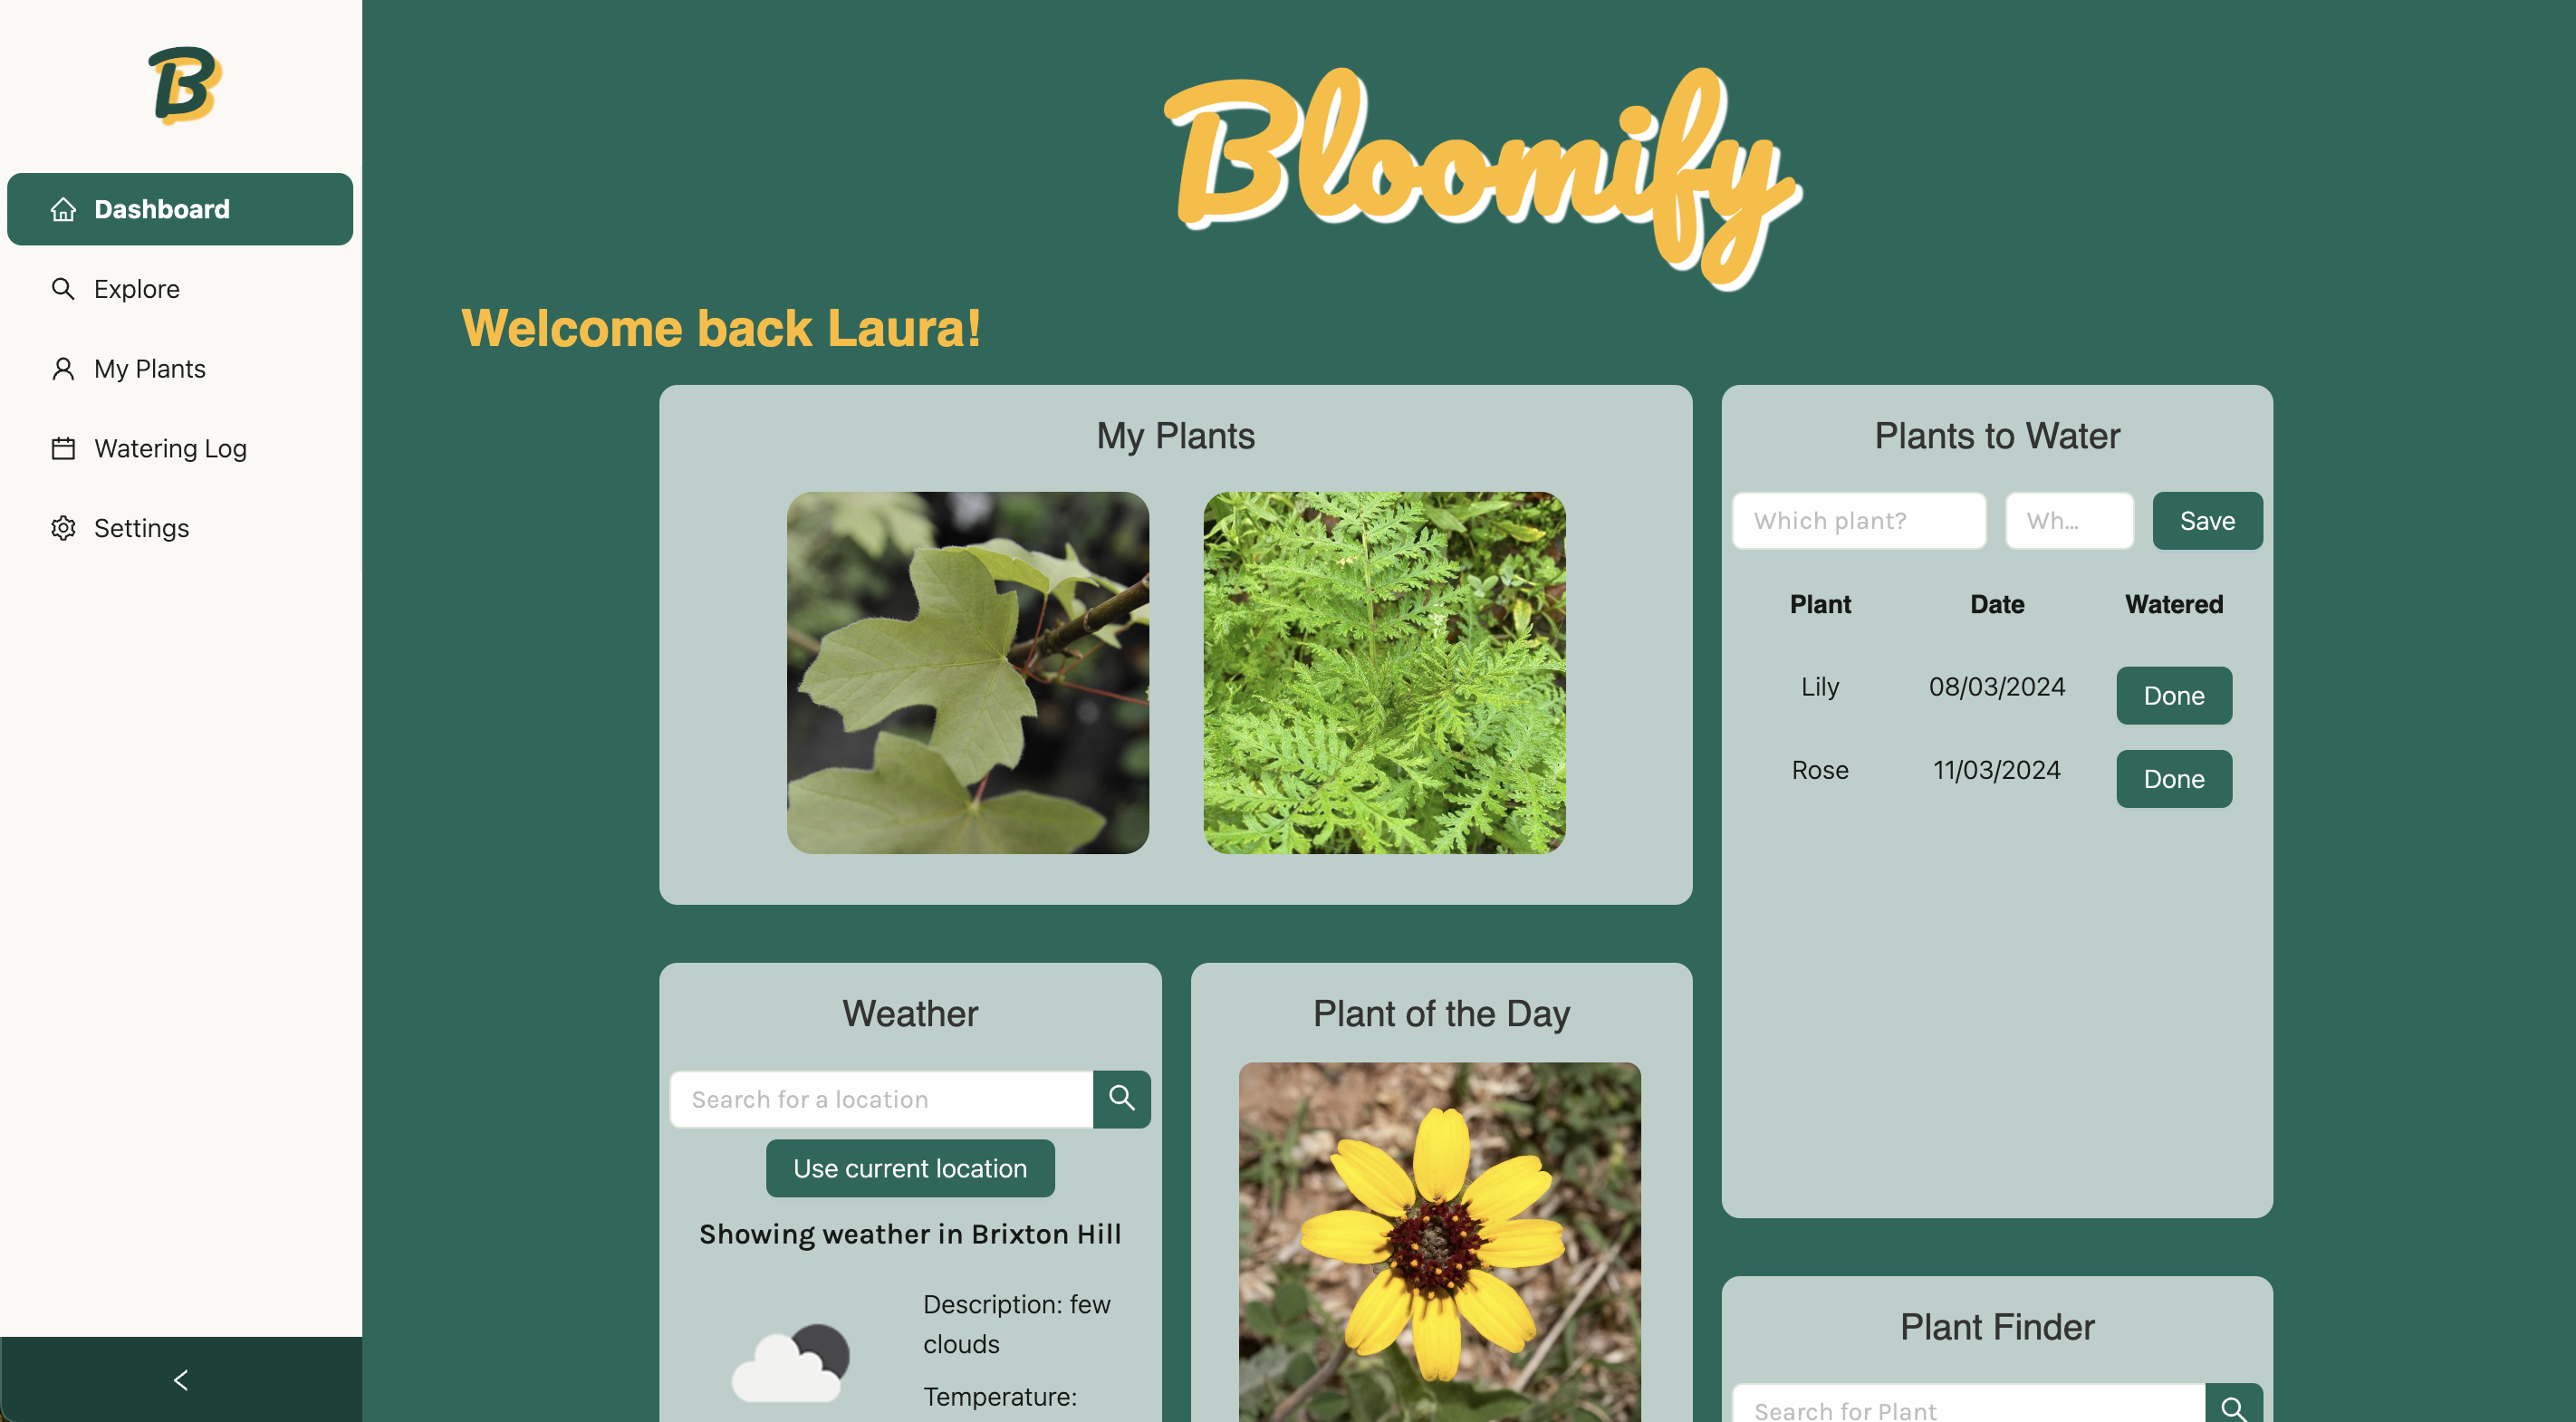 B
Dashboard
Explore
My Plants
Watering Log
Settings
Bloomify
Welcome back Laura!
My Plants
Plants to Water
Which plant?
Wh...
Save
Plant Date Watered
Lily 08/03/2024 Done
Rose 11/03/2024 Done
Weather
Search for a location
Use current location
Showing weather in Brixton Hill
Description: few
clouds
Temperature:
Plant of the Day
Plant Finder
Search for Plant